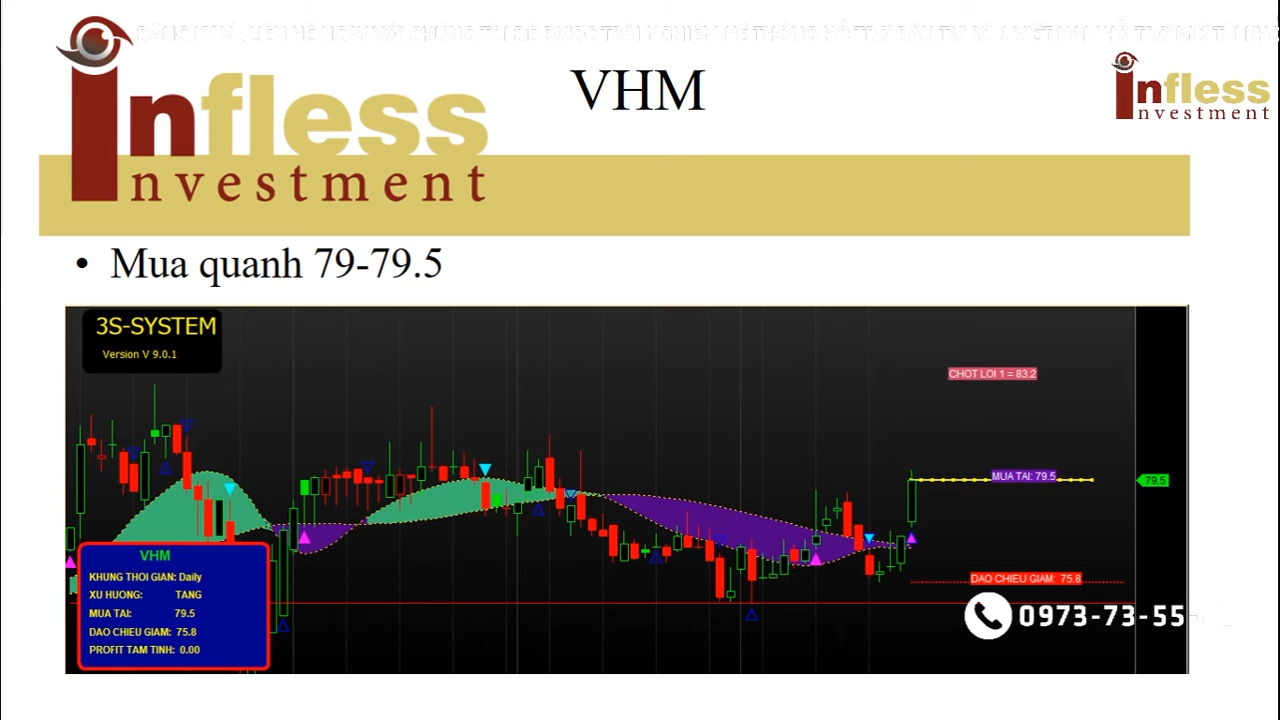 Infless
Investment
VHM
Infless
Investment
• Mua quanh 79-79.5
3S-SYSTEM
Version V 9.0.1
CHOT LOI 1 = 83.2
MUA TAI: 79.5
79.5
DAO CHIEU GIAM: 75.8
VHM
KHUNG THOI GIAN: Daily
XU HUONG: TANG
MUA TAI: 79.5
DAO CHIEU GIAM: 75.8
PROFIT TAM TINH: 0.00
0973-73-55-